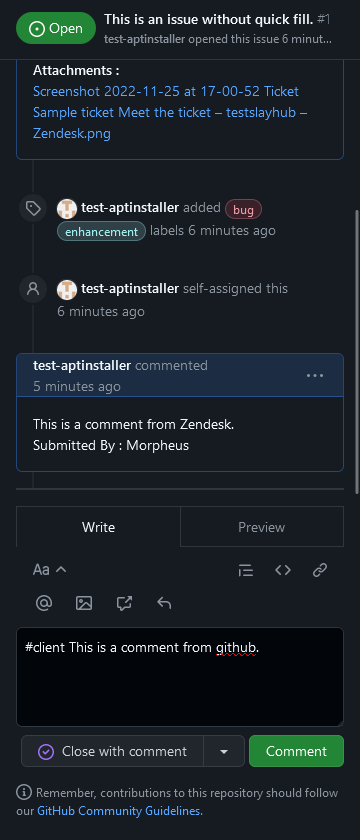 Open
This is an issue without quick fill. #1
test-aptinstaller opened this issue 6 minut...
Attachments :
Screenshot 2022-11-25 at 17-00-52 Ticket
Sample ticket Meet the ticket – testslayhub –
Zendesk.png
test-aptinstaller added bug
enhancement labels 6 minutes ago
test-aptinstaller self-assigned this
6 minutes ago
test-aptinstaller commented
5 minutes ago
This is a comment from Zendesk.
Submitted By : Morpheus
Write Preview
Aa
#client This is a comment from github.
Close with comment Comment
Remember, contributions to this repository should follow
our GitHub Community Guidelines.